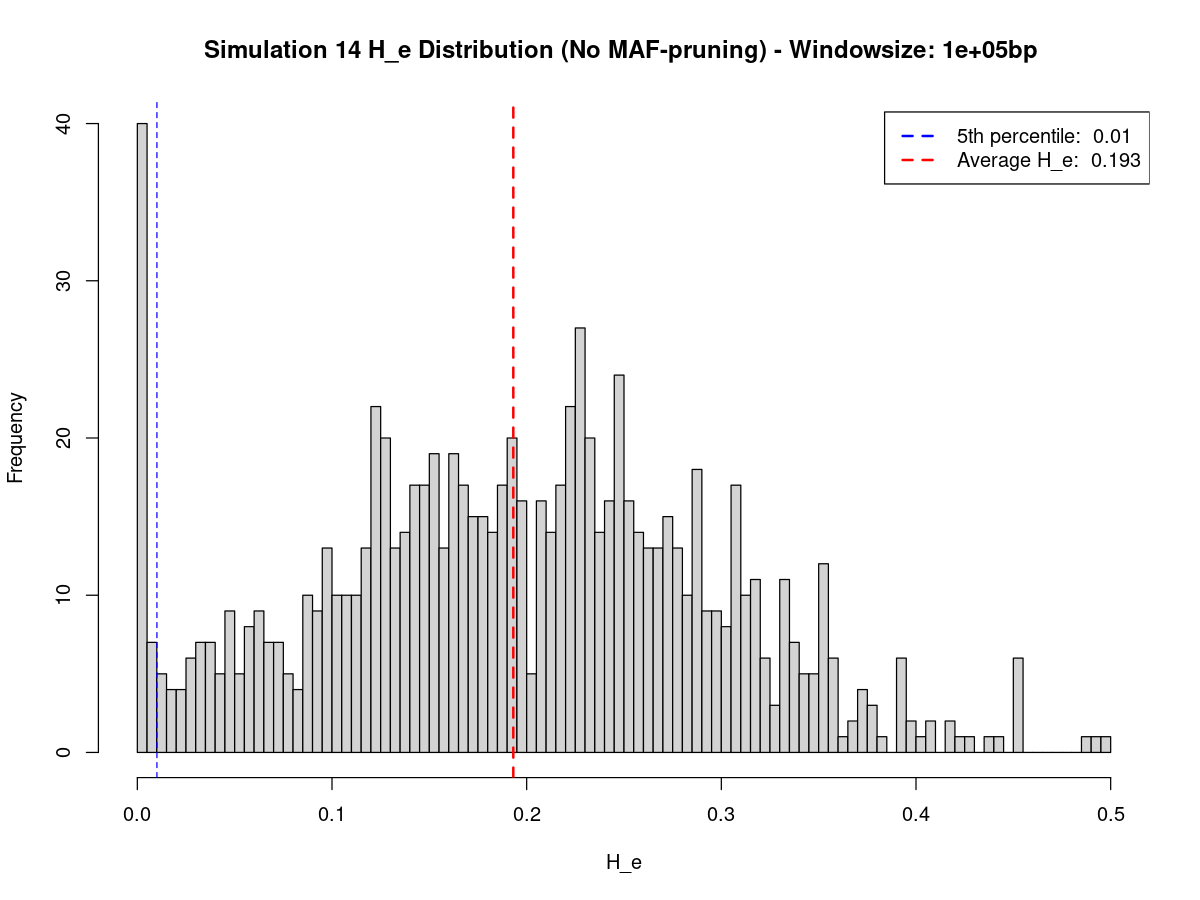 Simulation 14 H_e Distribution (No MAF-pruning) - Windowsize: 1e+05bp
5th percentile: 0.01
Average H_e: 0.193
Frequency
40
30
20
10
0
0.0 0.1 0.2 0.3 0.4 0.5
H_e